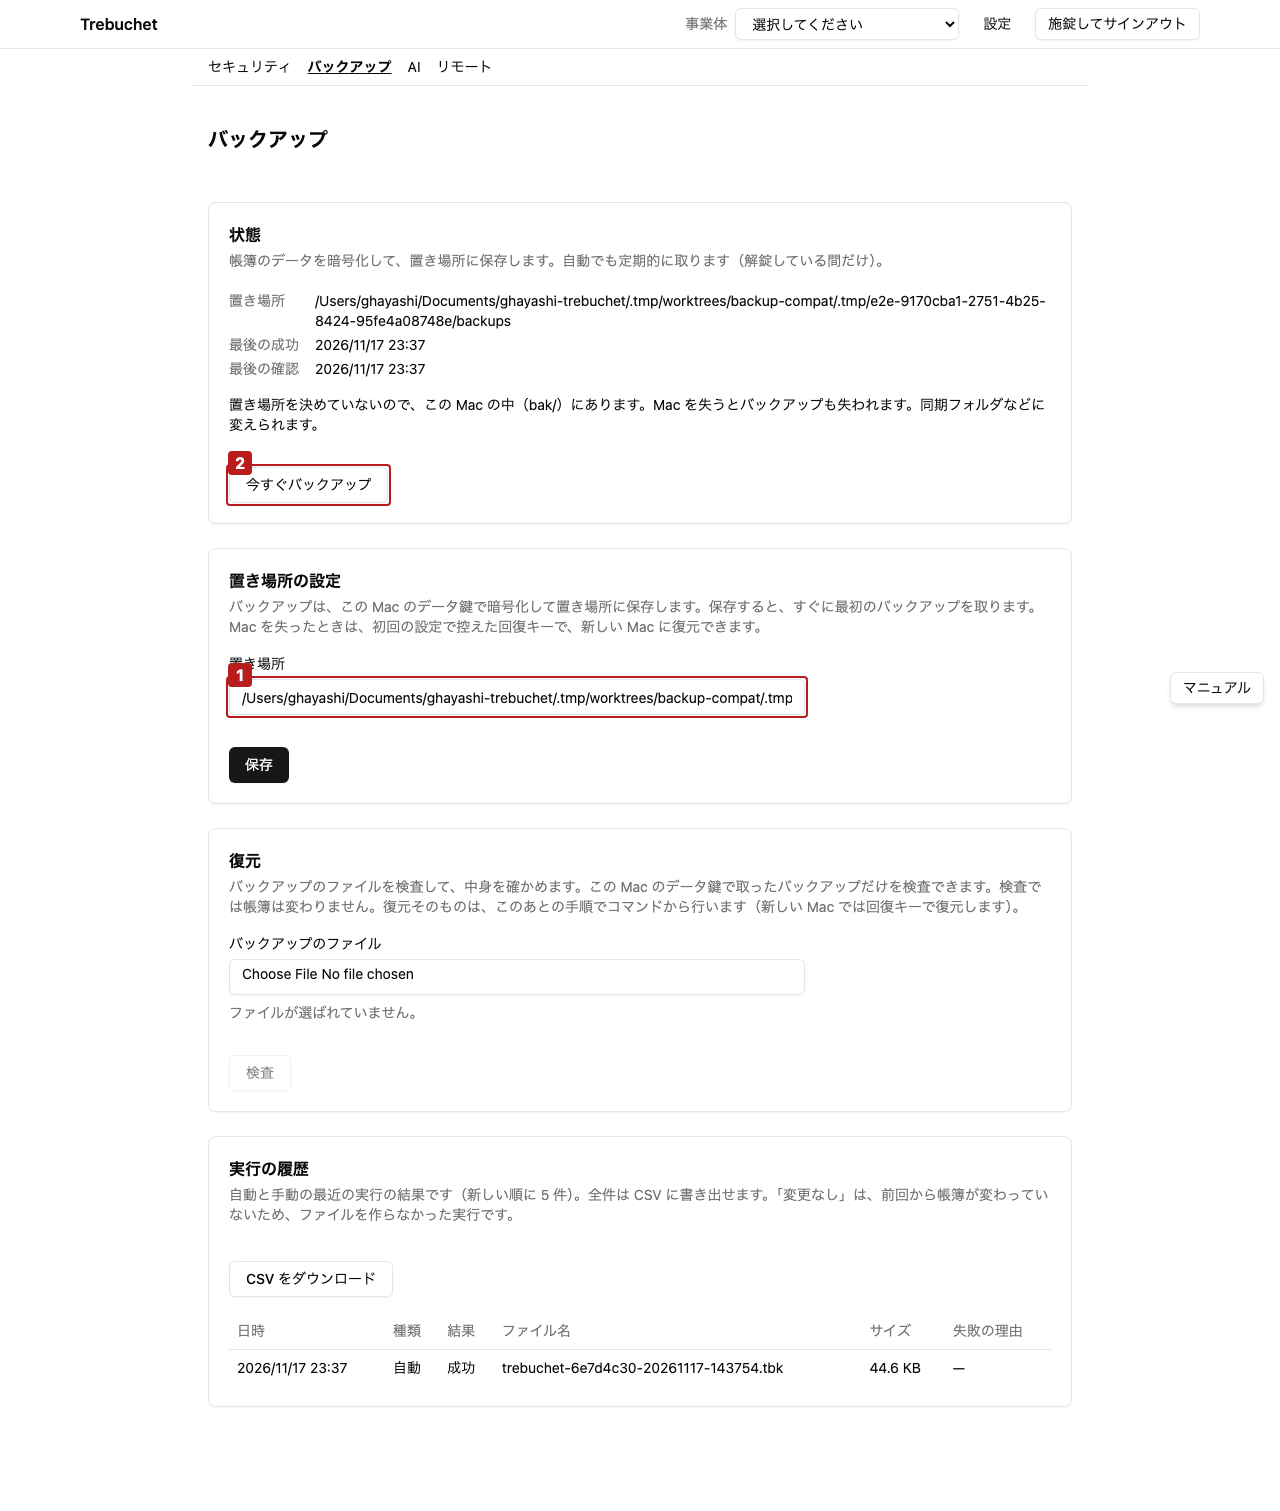 Trebuchet
事業体 選択してください 設定 施錠してサインアウト
セキュリティ バックアップ AI リモート
バックアップ
状態
帳簿のデータを暗号化して、置き場所に保存します。自動でも定期的に取ります（解錠している間だけ）。
置き場所 /Users/ghayashi/Documents/ghayashi-trebuchet/.tmp/worktrees/backup-compat/.tmp/e2e-9170cba1-2751-4b25-
8424-95fe4a08748e/backups
最後の成功 2026/11/17 23:37
最後の確認 2026/11/17 23:37
置き場所を決めていないので、この Mac の中（bak/）にあります。Mac を失うとバックアップも失われます。同期フォルダなどに
変えられます。
2
今すぐバックアップ
置き場所の設定
バックアップは、この Mac のデータ鍵で暗号化して置き場所に保存します。保存すると、すぐに最初のバックアップを取ります。
Mac を失ったときは、初回の設定で控えた回復キーで、新しい Mac に復元できます。
置き場所
1
/Users/ghayashi/Documents/ghayashi-trebuchet/.tmp/worktrees/backup-compat/.tmp
マニュアル
保存
復元
バックアップのファイルを検査して、中身を確かめます。この Mac のデータ鍵で取ったバックアップだけを検査できます。検査で
は帳簿は変わりません。復元そのものは、このあとの手順でコマンドから行います（新しい Mac では回復キーで復元します）。
バックアップのファイル
Choose File No file chosen
ファイルが選ばれていません。
検査
実行の履歴
自動と手動の最近の実行の結果です（新しい順に 5 件）。全件は CSV に書き出せます。「変更なし」は、前回から帳簿が変わってい
ないため、ファイルを作らなかった実行です。
CSV をダウンロード
日時 種類 結果 ファイル名 サイズ 失敗の理由
2026/11/17 23:37 自動 成功 trebuchet-6e7d4c30-20261117-143754.tbk 44.6 KB —